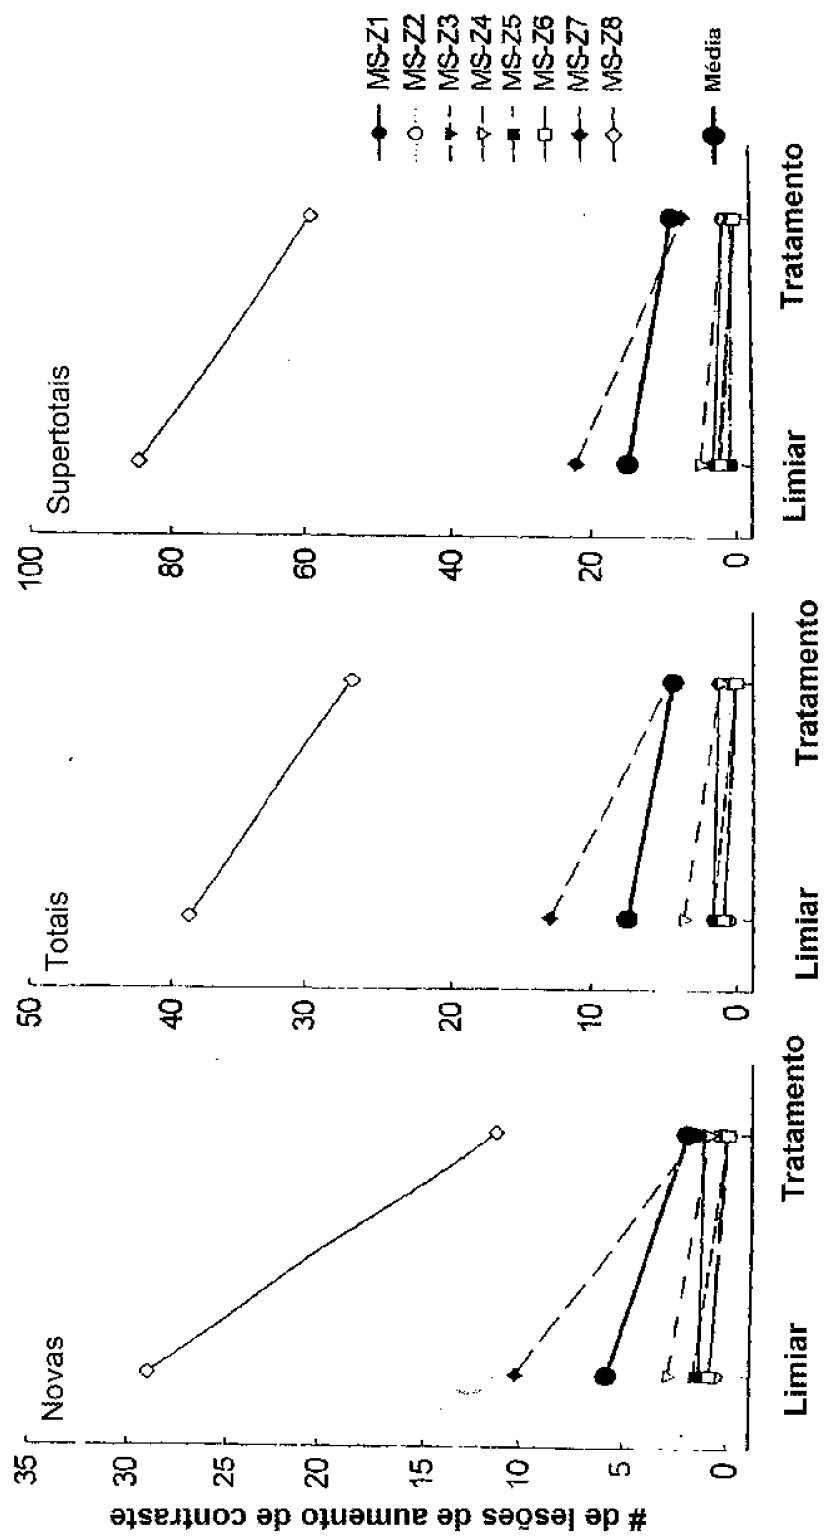 # de lesões de aumento de contraste
Novas
35
30
25
20
15
10
5
0
Limiar
Tratamento
Totais
50
40
30
20
10
0
Limiar
Tratamento
Supertotais
100
80
60
40
20
0
Limiar
Tratamento
MS-Z1
MS-Z2
MS-Z3
MS-Z4
MS-Z5
MS-Z6
MS-Z7
MS-Z8
Média